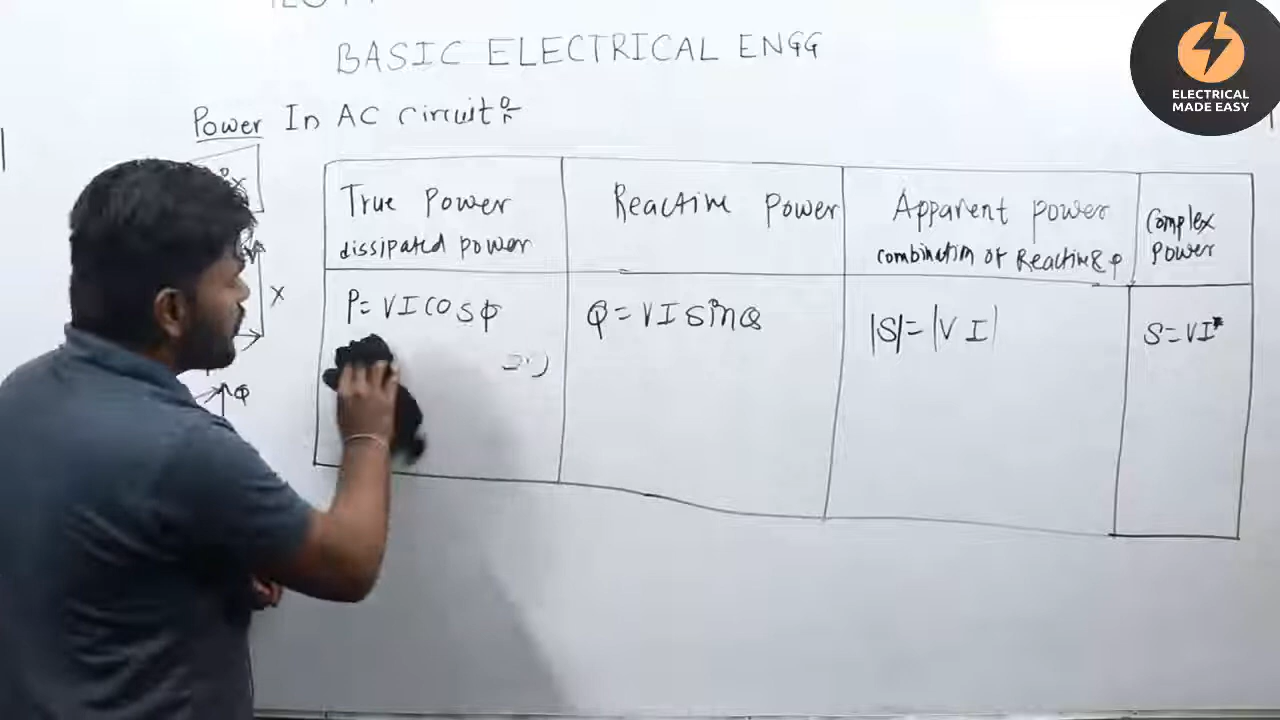 BASIC ELECTRICAL ENGG
ELECTRICAL
MADE EASY
Power In AC Circuit
True Power
dissipated power
Reactive Power
Apparent power
combination of Reactive & P
Complex
Power
P= VI COS φ
Q = VI sin φ
|S| = |V I|
S = VI*
X
Q